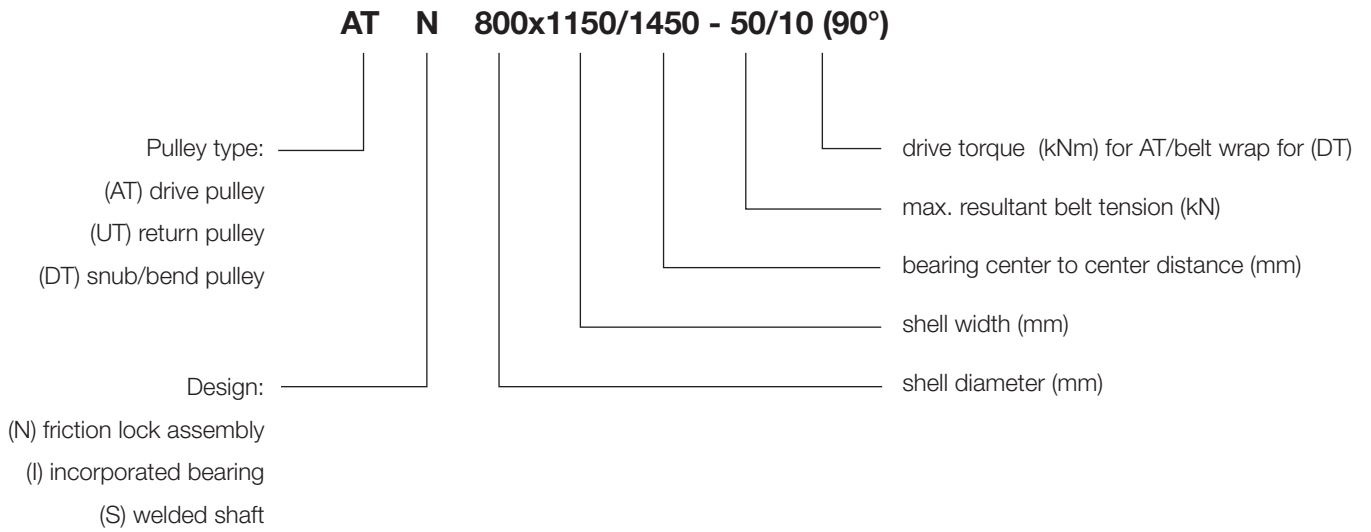 AT N 800x1150/1450 - 50/10 (90°)
Pulley type:
(AT) drive pulley
(UT) return pulley
(DT) snub/bend pulley
Design:
(N) friction lock assembly
(I) incorporated bearing
(S) welded shaft
drive torque (kNm) for AT/belt wrap for (DT)
max. resultant belt tension (kN)
bearing center to center distance (mm)
shell width (mm)
shell diameter (mm)